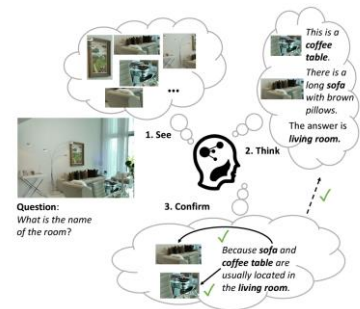 1. See
2. Think
This is a
coffee
table.
There is a
long sofa
with brown
pillows.
The answer is
living room.
Question:
What is the name
of the room?
3. Confirm
Because sofa and
coffee table are
usually located in
the living room.
...